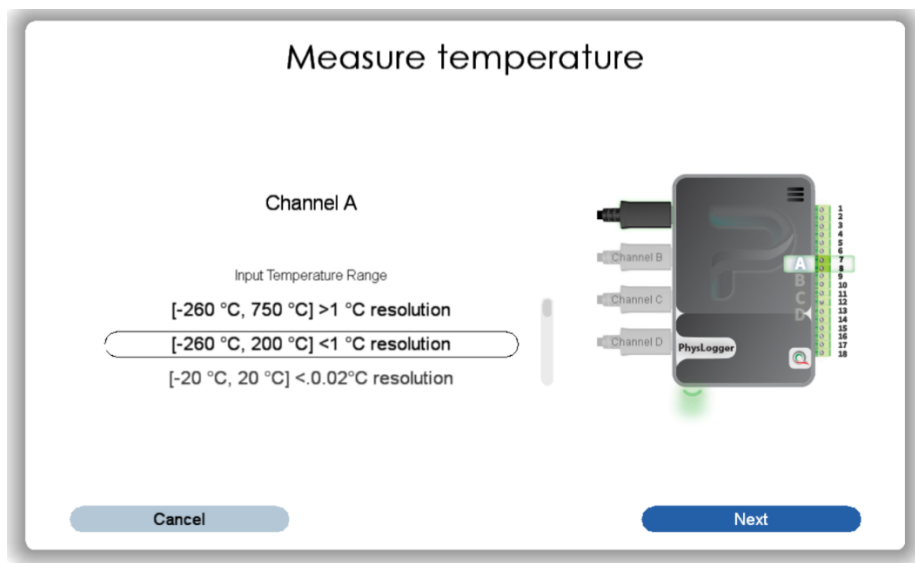 Measure temperature
Channel A
Input Temperature Range
[-260 °C, 750 °C] >1 °C resolution
[-260 °C, 200 °C] <1 °C resolution
[-20 °C, 20 °C] <.0.02°C resolution
Channel B
Channel C
Channel D
A
B
C
D
PhysLogger
1
2
3
4
5
6
7
8
9
10
11
12
13
14
15
16
17
18
Cancel
Next